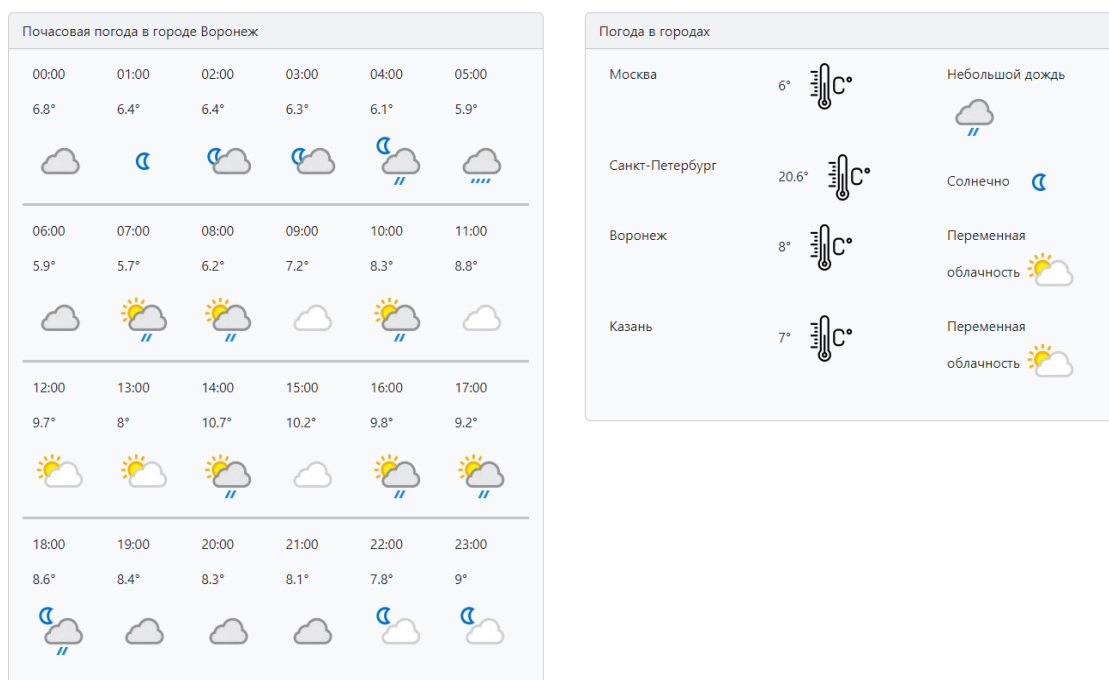 Почасовая погода в городе Воронеж
00:00 01:00 02:00 03:00 04:00 05:00
6.8° 6.4° 6.4° 6.3° 6.1° 5.9°
06:00 07:00 08:00 09:00 10:00 11:00
5.9° 5.7° 6.2° 7.2° 8.3° 8.8°
12:00 13:00 14:00 15:00 16:00 17:00
9.7° 8° 10.7° 10.2° 9.8° 9.2°
18:00 19:00 20:00 21:00 22:00 23:00
8.6° 8.4° 8.3° 8.1° 7.8° 9°
Погода в городах
Москва 6° C° Небольшой дождь
Санкт-Петербург 20.6° C° Солнечно
Воронеж 8° C° Переменная
облачность
Казань 7° C° Переменная
облачность